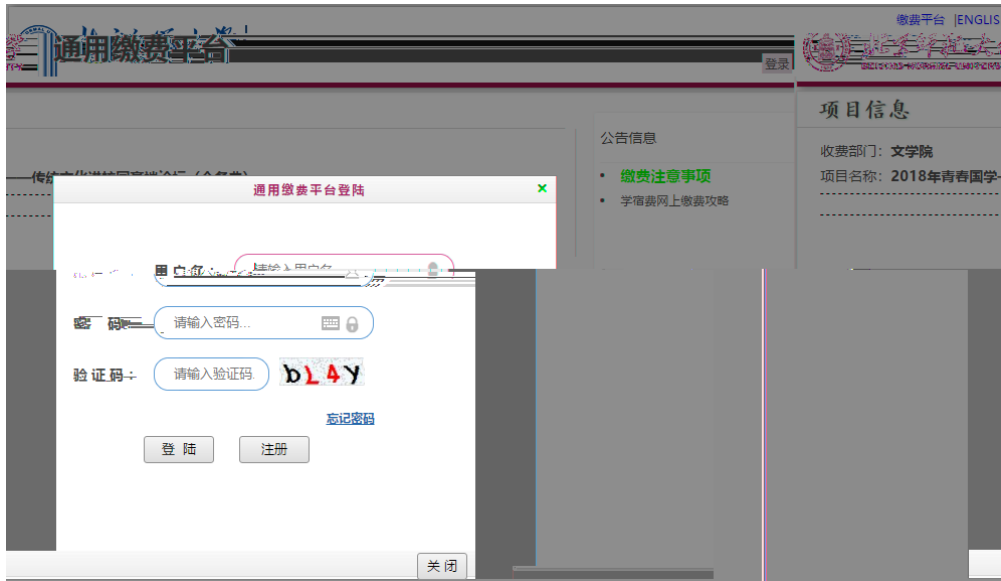 缴费平台 |ENGLIS
通用缴费平台
登录
项目信息
公告信息
收费部门：文学院
• 缴费注意事项
项目名称：2018年青春国学-
• 学宿费网上缴费攻略
通用缴费平台登陆
用户名：
请输入密码...
验证码：
请输入验证码.
bL4y
忘记密码
登 陆
注册
关 闭